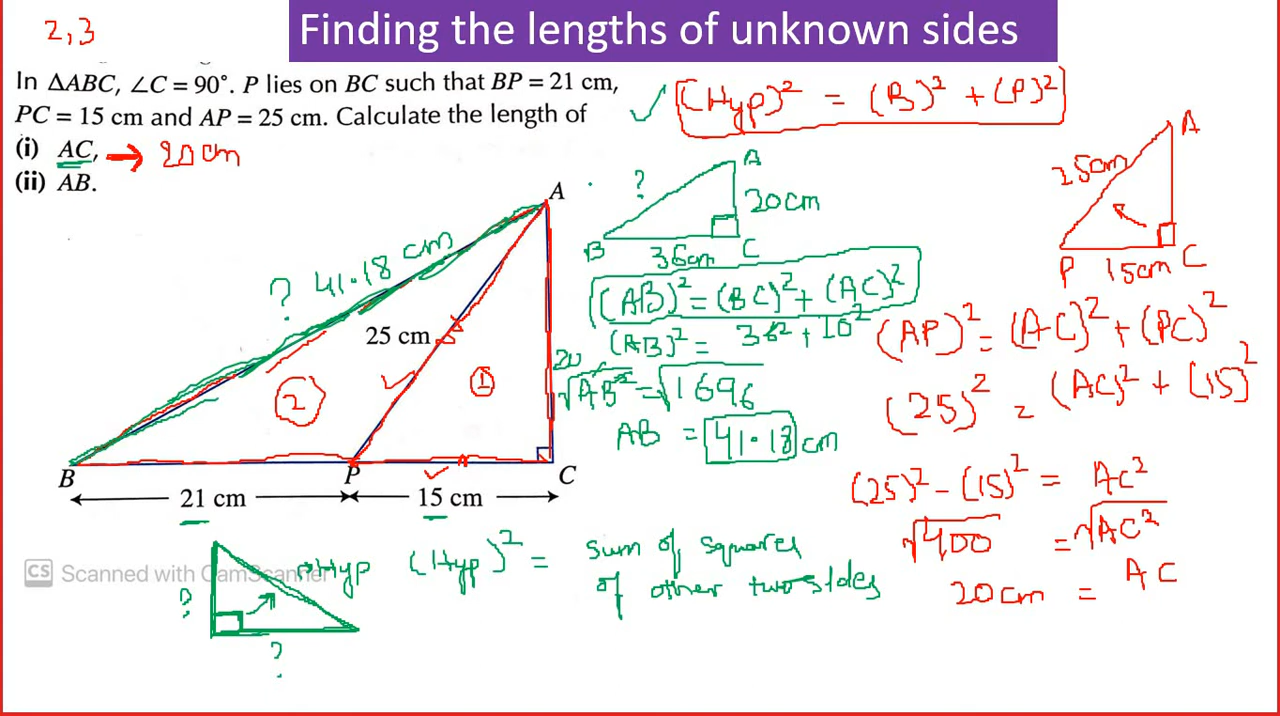 2,3
Finding the lengths of unknown sides
In ΔABC, ∠C = 90°. P lies on BC such that BP = 21 cm,
PC = 15 cm and AP = 25 cm. Calculate the length of
(i) AC, → 20 cm
(ii) AB.
✓ (Hyp)² = (B)² + (P)²
A
?
20cm
B
36cm
C
A
25cm
P
15cm
C
A
? 41.18 cm
25 cm
2
1
B
P
C
21 cm
15 cm
(AB)² = (BC)² + (AC)²
(AB)² = 36² + 10²
20
√AB² = √1696
AB = 41.18 cm
(AP)² = (AC)² + (PC)²
(25)² = (AC)² + (15)²
(25)² - (15)² = AC²
√400 = √AC²
20cm = AC
Hyp
?
?
(Hyp)² = sum of squares
of other two sides
CS Scanned with CamScanner